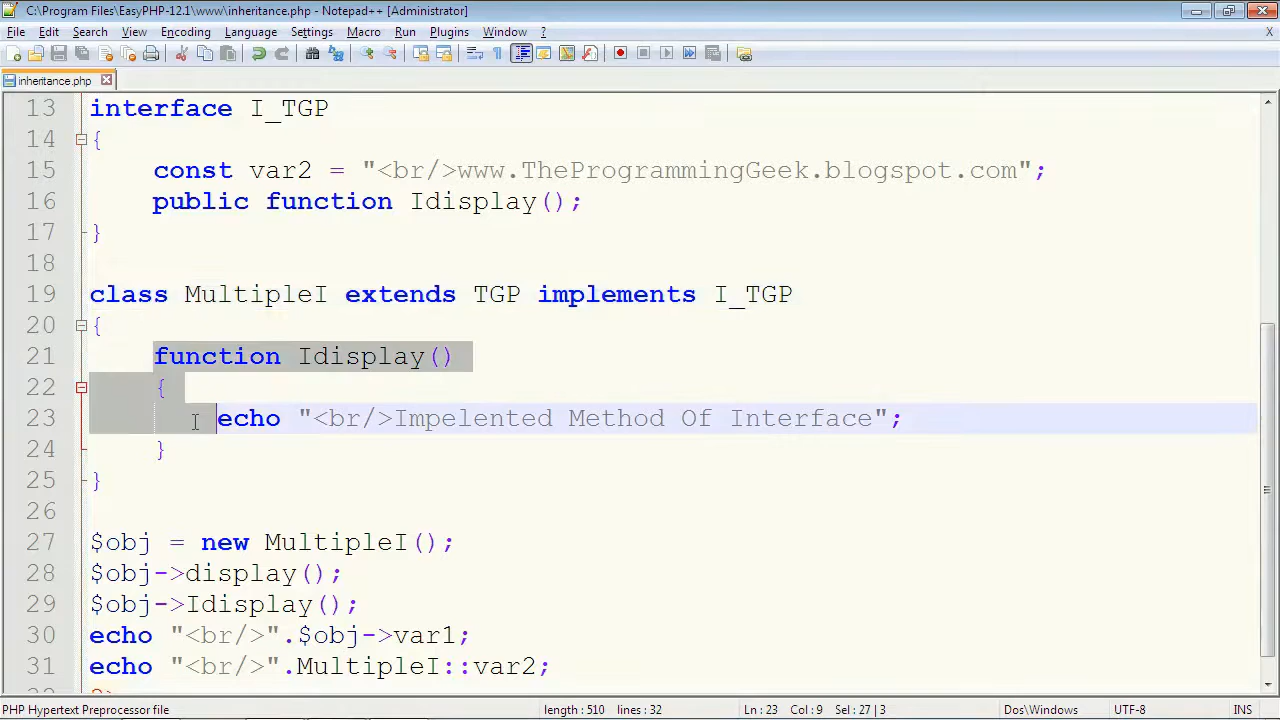 C:\Program Files\EasyPHP-12.1\www\inheritance.php - Notepad++ [Administrator]
File Edit Search View Encoding Language Settings Macro Run Plugins Window ? X
inheritance.php
13 interface I_TGP
14 {
15 const var2 = "<br/>www.TheProgrammingGeek.blogspot.com";
16 public function Idisplay();
17 }
18
19 class MultipleI extends TGP implements I_TGP
20 {
21 function Idisplay()
22 {
23 echo "<br/>Impelented Method Of Interface";
24 }
25 }
26
27 $obj = new MultipleI();
28 $obj->display();
29 $obj->Idisplay();
30 echo "<br/>".$obj->var1;
31 echo "<br/>".MultipleI::var2;
32 ?>
PHP Hypertext Preprocessor file length : 510 lines : 32 Ln : 23 Col : 9 Sel : 27 | 3 Dos\Windows UTF-8 INS